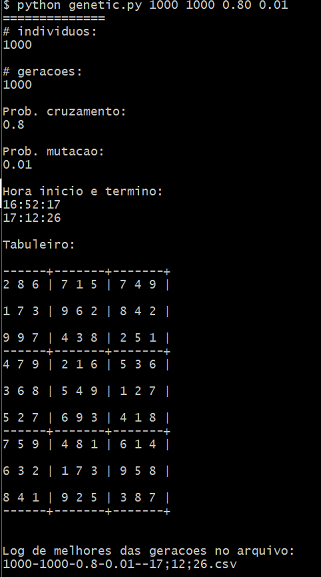 $ python genetic.py 1000 1000 0.80 0.01
==============
# individuos:
1000
# geracoes:
1000
Prob. cruzamento:
0.8
Prob. mutacao:
0.01
Hora inicio e termino:
16:52:17
17:12:26
Tabuleiro:
------+-------+-------+
2 8 6 | 7 1 5 | 7 4 9 |
1 7 3 | 9 6 2 | 8 4 2 |
9 9 7 | 4 3 8 | 2 5 1 |
------+-------+-------+
4 7 9 | 2 1 6 | 5 3 6 |
3 6 8 | 5 4 9 | 1 2 7 |
5 2 7 | 6 9 3 | 4 1 8 |
------+-------+-------+
7 5 9 | 4 8 1 | 6 1 4 |
6 3 2 | 1 7 3 | 9 5 8 |
8 4 1 | 9 2 5 | 3 8 7 |
------+-------+-------+
Log de melhores das geracoes no arquivo:
1000-1000-0.8-0.01--17;12;26.csv